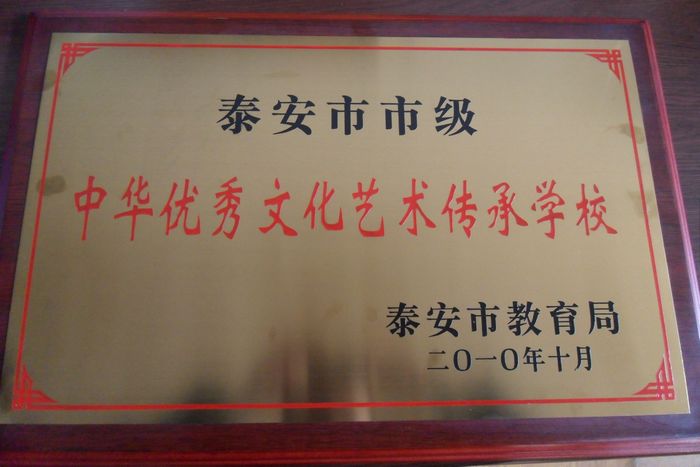 泰安市市级
中华优秀文化艺术传承学校
泰安市教育局
二〇一〇年十月